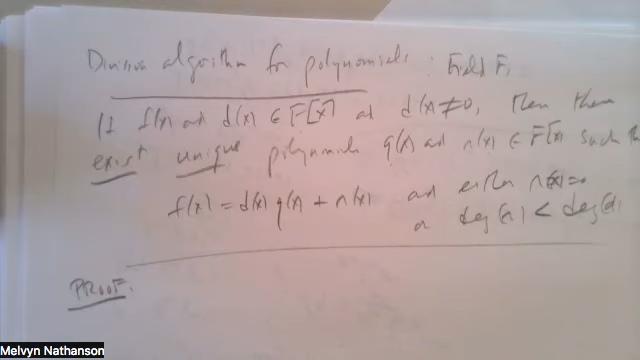 Division algorithm for polynomials : Field F,
If f(x) and d(x) ∈ F[x] and d(x) ≠ 0, then there
exist unique polynomials q(x) and r(x) ∈ F[x] such th
f(x) = d(x) q(x) + r(x) and either r(x) = 0
or deg(r) < deg(d)
PROOF.
Melvyn Nathanson